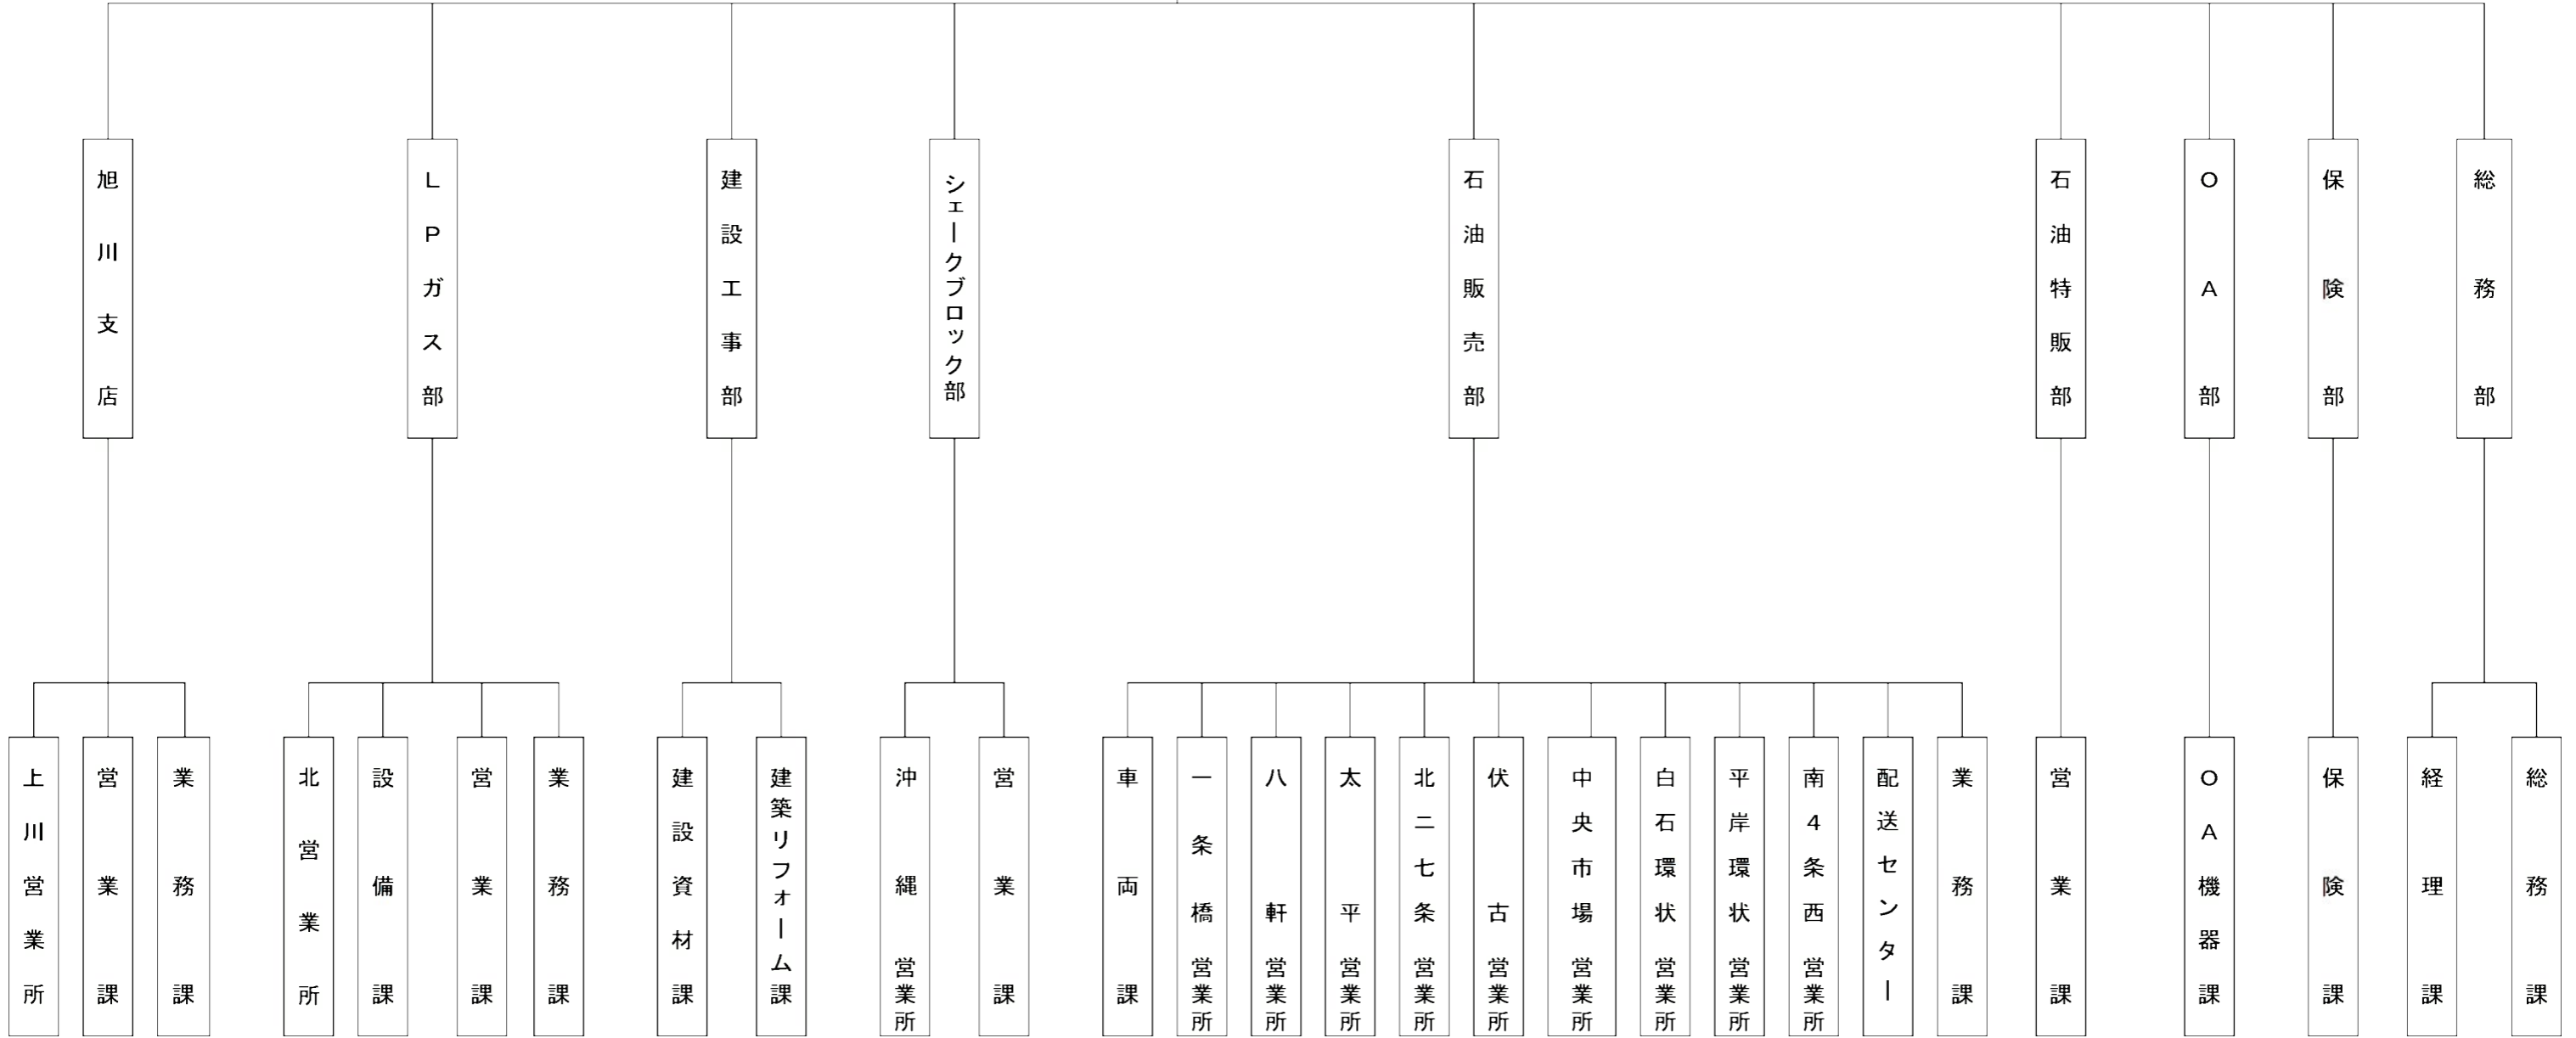 旭川支店
LPガス部
建設工事部
シェークブロック部
石油販売部
石油特販部
OA部
保険部
総務部
上川営業所
営業課
業務課
北営業所
設備課
営業課
業務課
建設資材課
建築リフォーム課
沖縄営業所
営業課
車両課
一条橋営業所
八軒営業所
太平営業所
北二七条営業所
伏古営業所
中央市場営業所
白石環状営業所
平岸環状営業所
南4条西営業所
配送センター
業務課
営業課
OA機器課
保険課
経理課
総務課